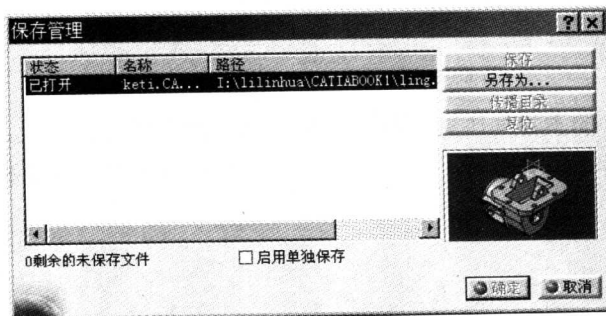 保存管理
状态 名称 路径
已打开 keti.CA... I:\lilinhua\CATIABOOK1\ling.
保存
另存为...
传播目录
复位
0剩余的未保存文件
启用单独保存
确定 取消